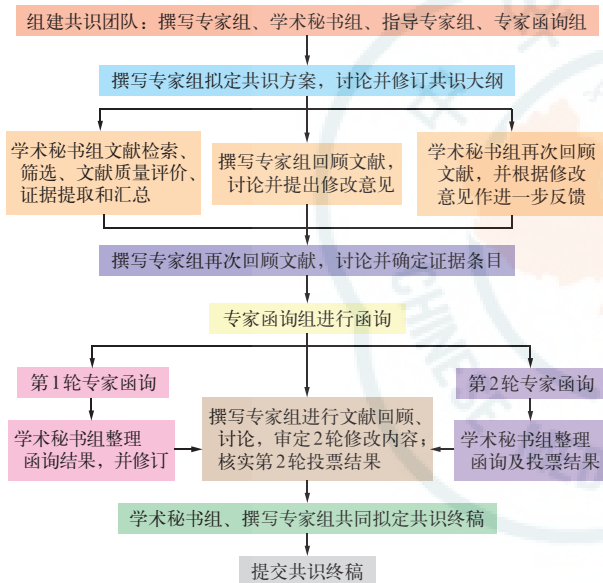 组建共识团队：撰写专家组、学术秘书组、指导专家组、专家函询组
撰写专家组拟定共识方案，讨论并修订共识大纲
学术秘书组文献检索、
筛选、文献质量评价、
证据提取和汇总
撰写专家组回顾文献，
讨论并提出修改意见
学术秘书组再次回顾
文献，并根据修改
意见作进一步反馈
撰写专家组再次回顾文献，讨论并确定证据条目
专家函询组进行函询
第1轮专家函询
第2轮专家函询
学术秘书组整理
函询结果，并修订
撰写专家组进行文献回顾、
讨论，审定2轮修改内容；
核实第2轮投票结果
学术秘书组整理
函询及投票结果
学术秘书组、撰写专家组共同拟定共识终稿
提交共识终稿
CHINESE MED